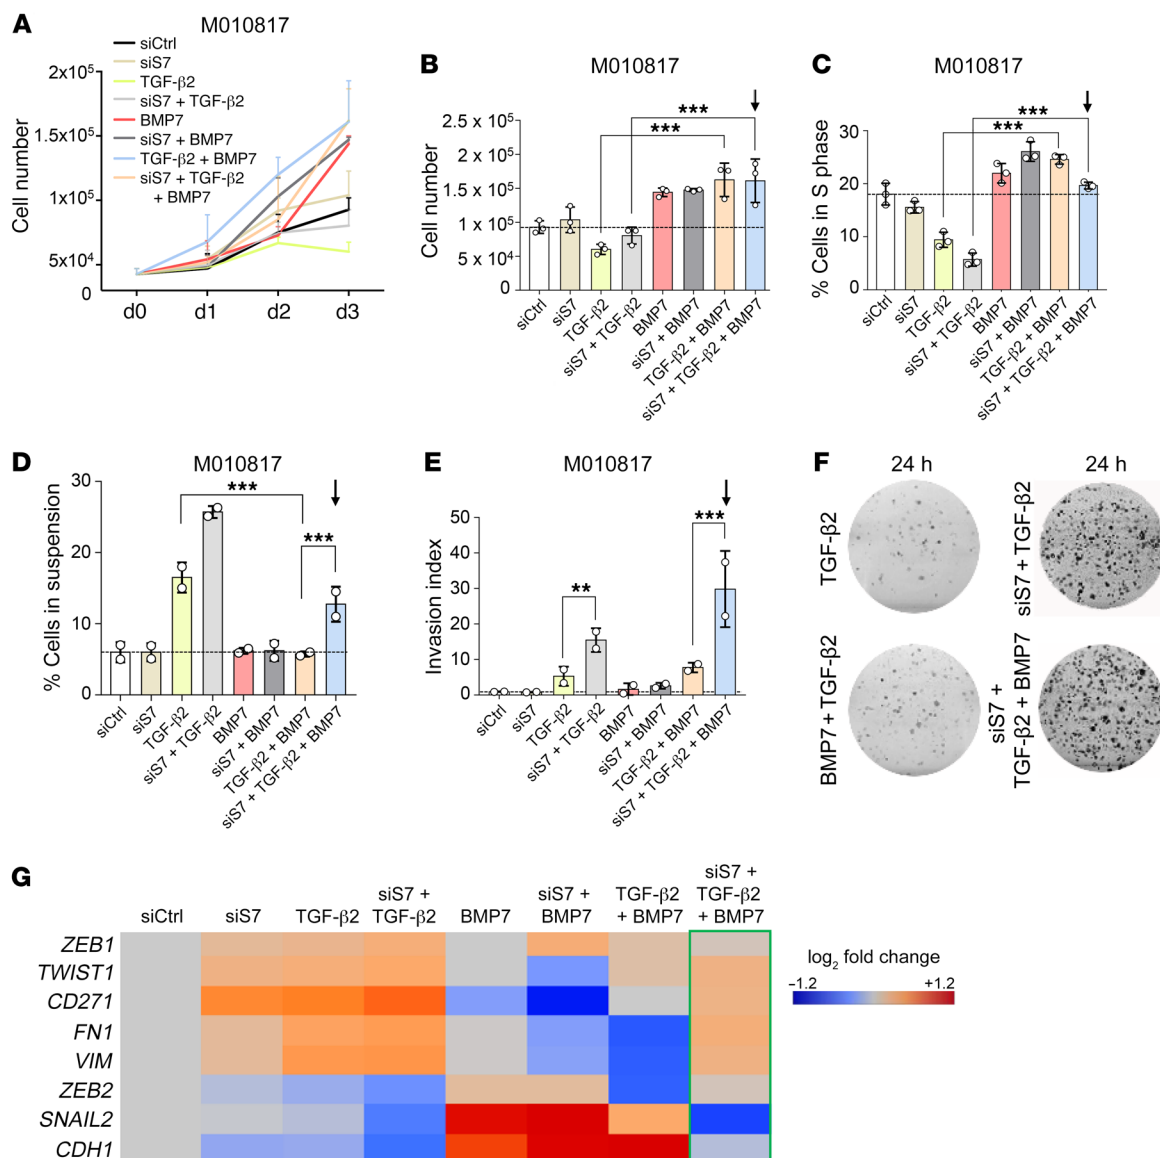 A
M010817
siCtrl
siS7
TGF-β2
siS7 + TGF-β2
BMP7
siS7 + BMP7
TGF-β2 + BMP7
siS7 + TGF-β2
+ BMP7
Cell number
2x10⁵
1.5x10⁵
1x10⁵
5x10⁴
0
d0 d1 d2 d3
B
M010817
Cell number
2.5 x 10⁵
2 x 10⁵
1.5 x 10⁵
1 x 10⁵
5 x 10⁴
0
***
***
siCtrl
siS7
TGF-β2
siS7 + TGF-β2
BMP7
siS7 + BMP7
TGF-β2 + BMP7
siS7 + TGF-β2 + BMP7
C
M010817
% Cells in S phase
30
20
10
0
***
***
siCtrl
siS7
TGF-β2
siS7 + TGF-β2
BMP7
siS7 + BMP7
TGF-β2 + BMP7
siS7 + TGF-β2 + BMP7
D
M010817
% Cells in suspension
30
20
10
0
***
***
siCtrl
siS7
TGF-β2
siS7 + TGF-β2
BMP7
siS7 + BMP7
TGF-β2 + BMP7
siS7 + TGF-β2 + BMP7
E
M010817
Invasion index
50
40
30
20
10
0
**
***
siCtrl
siS7
TGF-β2
siS7 + TGF-β2
BMP7
siS7 + BMP7
TGF-β2 + BMP7
siS7 + TGF-β2 + BMP7
F
24 h
24 h
TGF-β2
siS7 + TGF-β2
BMP7 + TGF-β2
siS7 +
TGF-β2 + BMP7
G
siCtrl
siS7
TGF-β2
siS7 +
TGF-β2
BMP7
siS7 +
BMP7
TGF-β2
+ BMP7
siS7 +
TGF-β2
+ BMP7
ZEB1
TWIST1
CD271
FN1
VIM
ZEB2
SNAIL2
CDH1
log₂ fold change
–1.2 +1.2